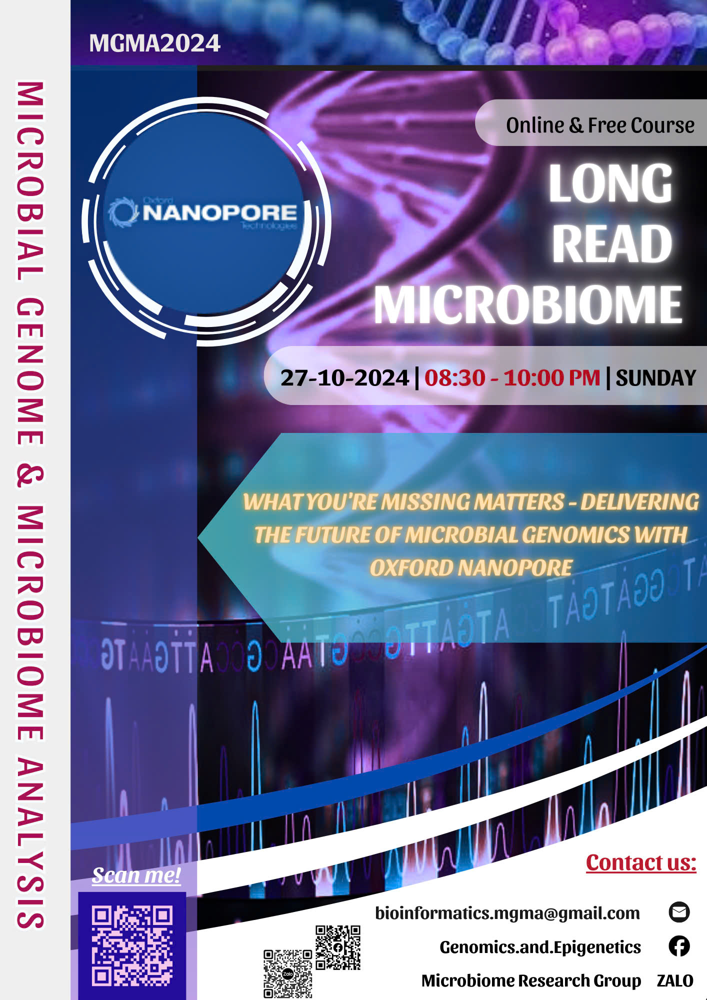 MGMA2024
MICROBIAL GENOME & MICROBIOME ANALYSIS
Oxford
NANOPORE
Technologies
Online & Free Course
LONG
READ
MICROBIOME
27-10-2024 | 08:30 - 10:00 PM | SUNDAY
WHAT YOU'RE MISSING MATTERS - DELIVERING
THE FUTURE OF MICROBIAL GENOMICS WITH
OXFORD NANOPORE
Scan me!
Contact us:
bioinformatics.mgma@gmail.com
Genomics.and.Epigenetics
Microbiome Research Group ZALO
Zalo